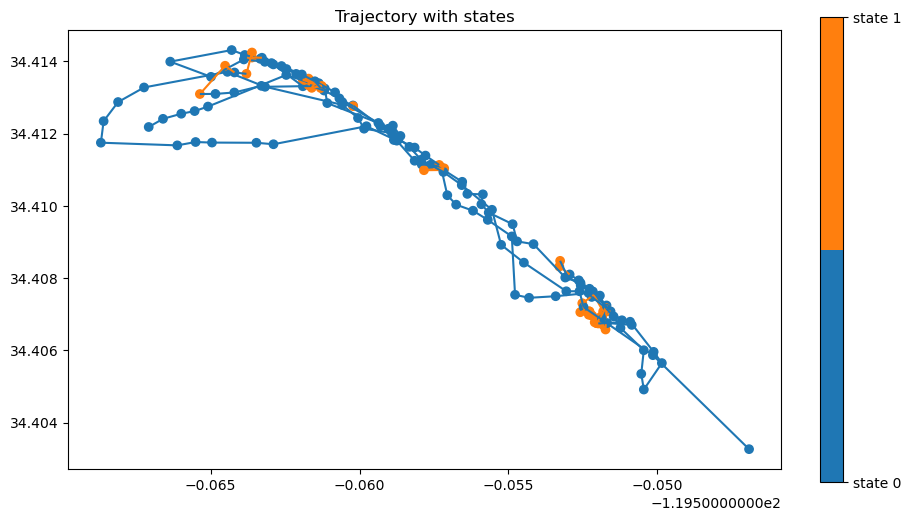 Trajectory with states
state 1
34.414
34.412
34.410
34.408
34.406
34.404
state 0
−0.065
−0.060
−0.055
−0.050
−1.1950000000e2